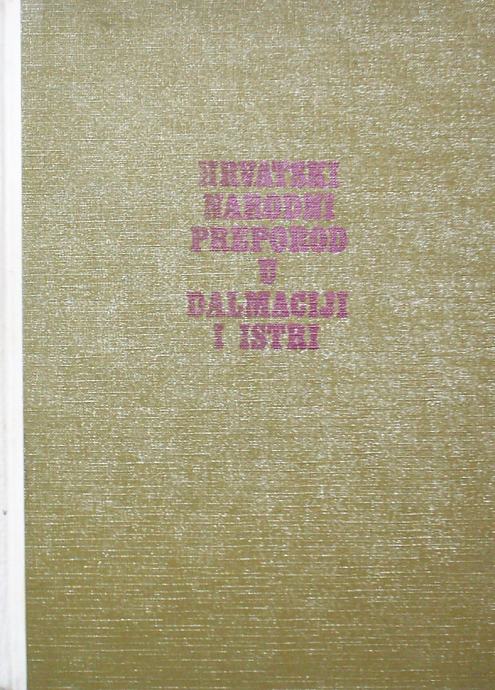 HRVATSKI
NARODNI
PREPOROD
U
DALMACIJI
I ISTRI